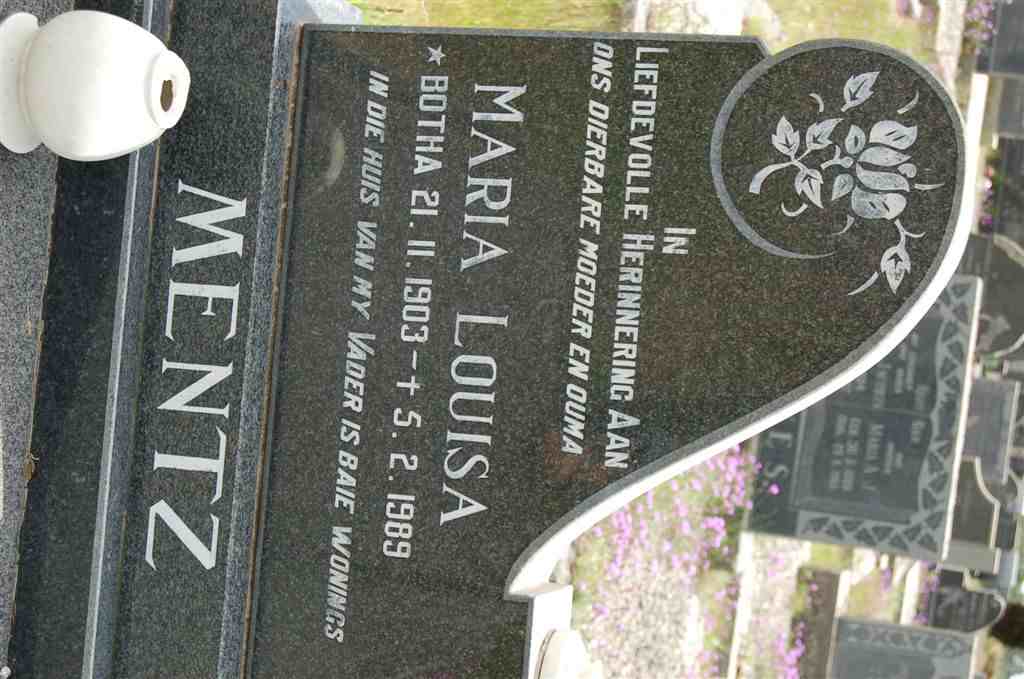 IN
LIEFDEVOLLE HERINNERING AAN
ONS DIERBARE MOEDER EN OUMA
MARIA LOUISA
★ BOTHA 21.11.1903 – + 5.2.1989
IN DIE HUIS VAN MY VADER IS BAIE WONINGS
MENTZ